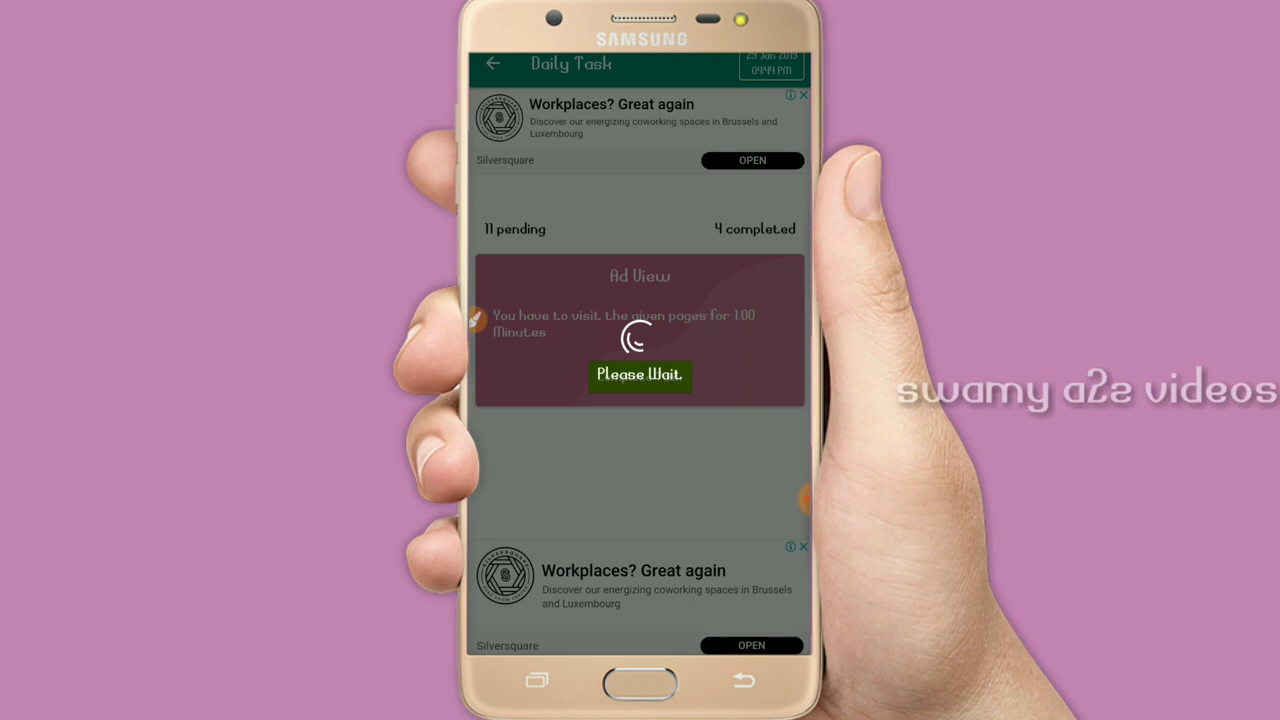 SAMSUNG
Daily Task
29 Jan 2019
04:44 PM
Workplaces? Great again
Discover our energizing coworking spaces in Brussels and
Luxembourg
Silversquare
OPEN
11 pending
4 completed
Ad View
You have to visit the given pages for 1.00
Minutes
Please Wait.
swamy a2z videos
Workplaces? Great again
Discover our energizing coworking spaces in Brussels
and Luxembourg
Silversquare
OPEN